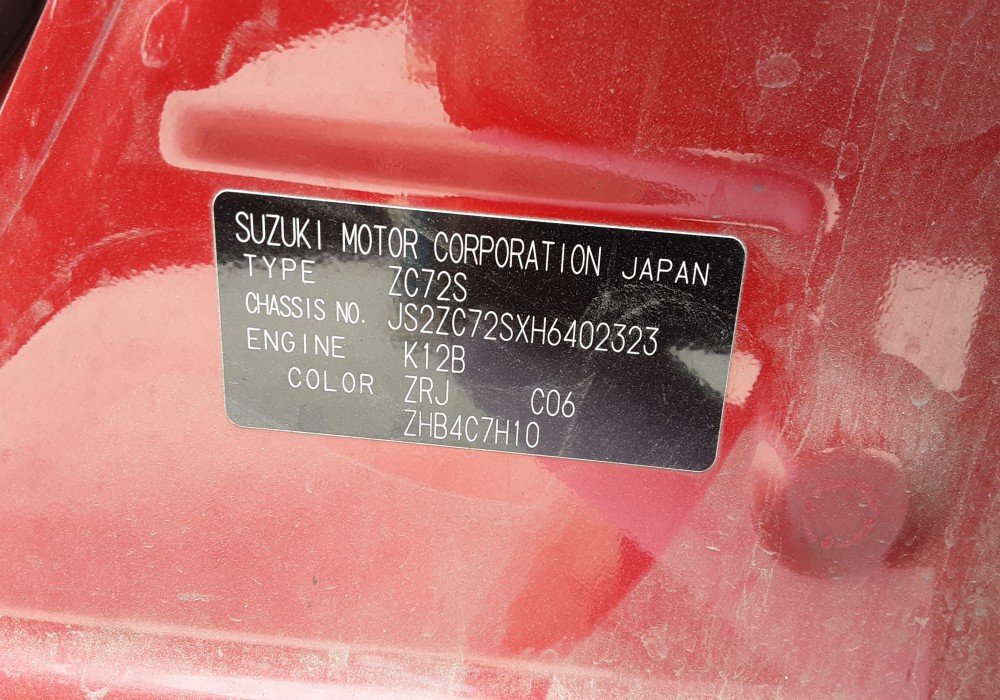 SUZUKI MOTOR CORPORATION JAPAN
TYPE ZC72S
CHASSIS NO. JS2ZC72SXH6402323
ENGINE K12B
COLOR ZRJ C06
ZHB4C7H10